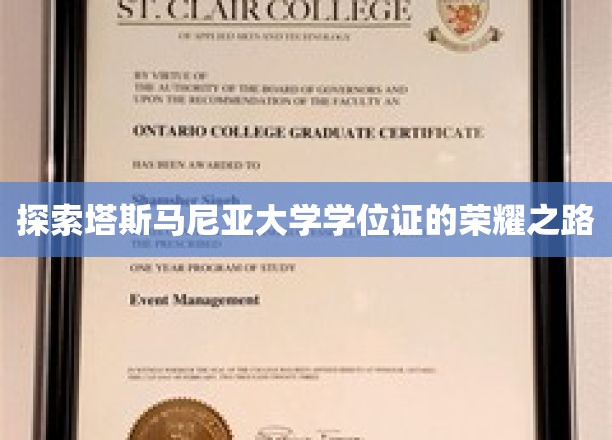 ST. CLAIR COLLEGE
OF APPLIED ARTS AND TECHNOLOGY
BY VIRTUE OF
THE AUTHORITY OF THE BOARD OF GOVERNORS AND
UPON THE RECOMMENDATION OF THE FACULTY AN
ONTARIO COLLEGE GRADUATE CERTIFICATE
HAS BEEN AWARDED TO
探索塔斯马尼亚大学学位证的荣耀之路
THE PRESCRIBED
ONE YEAR PROGRAM OF STUDY
Event Management